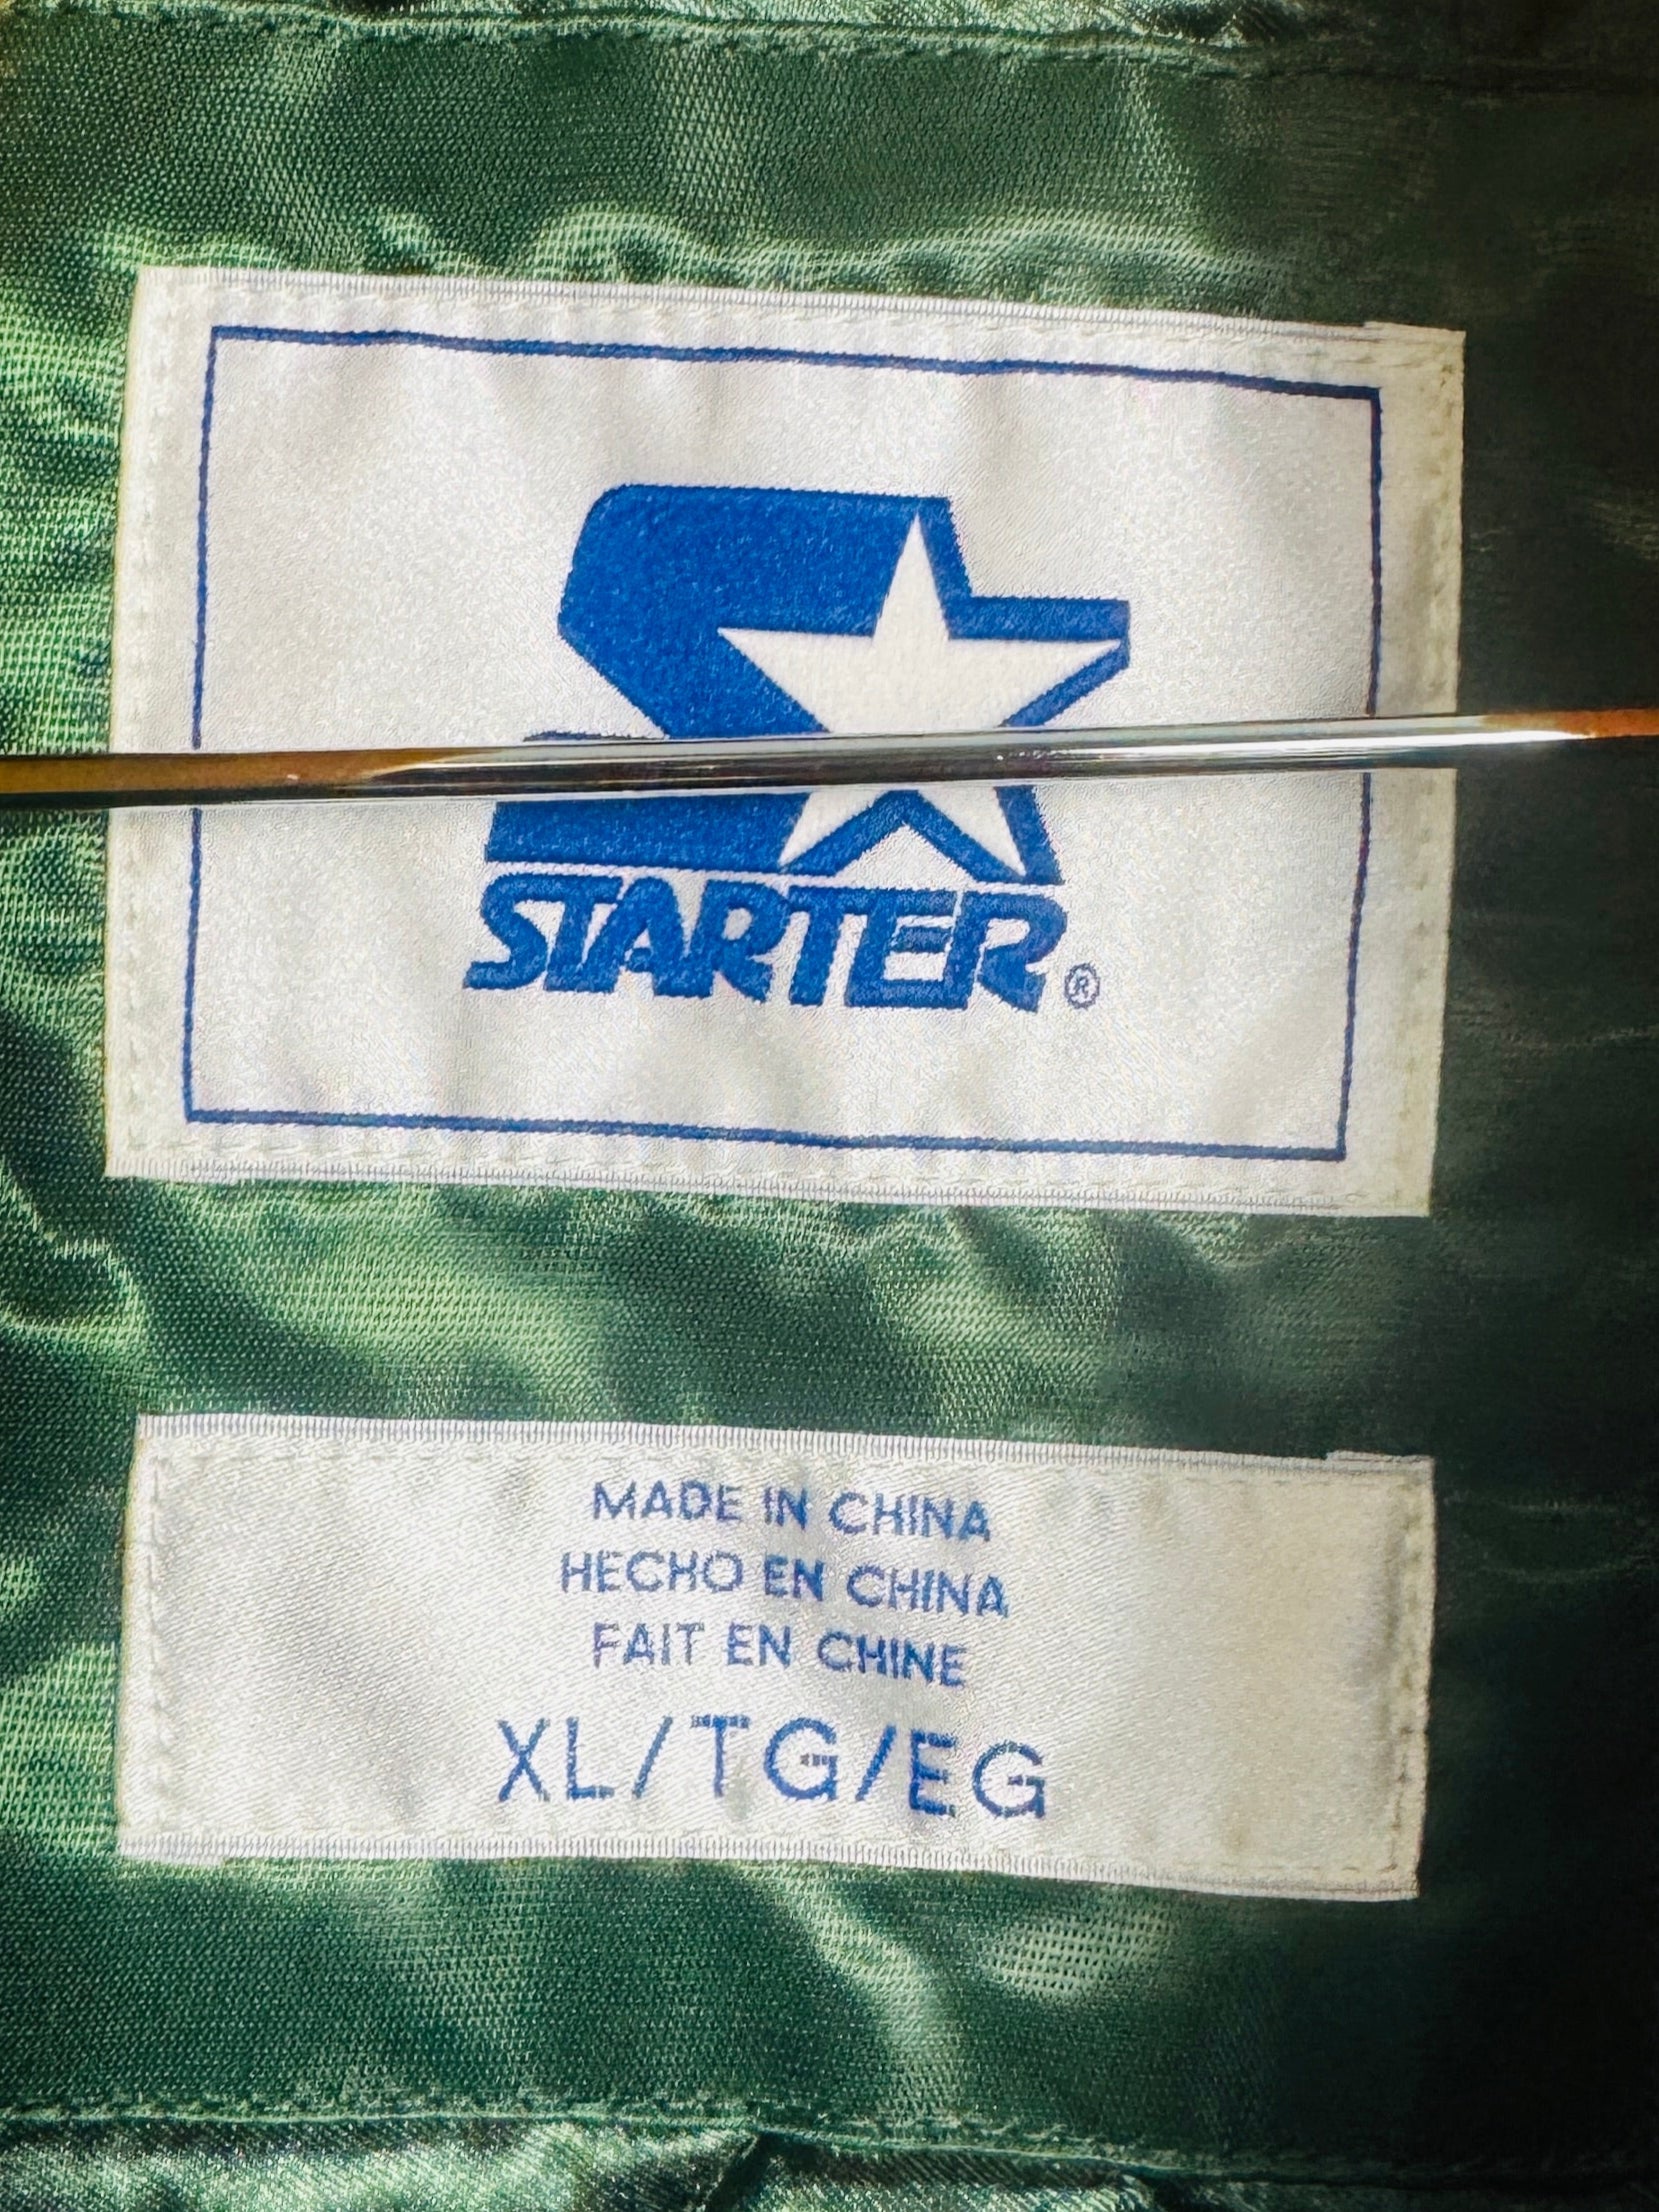 STARTER®
MADE IN CHINA
HECHO EN CHINA
FAIT EN CHINE
XL/TG/EG